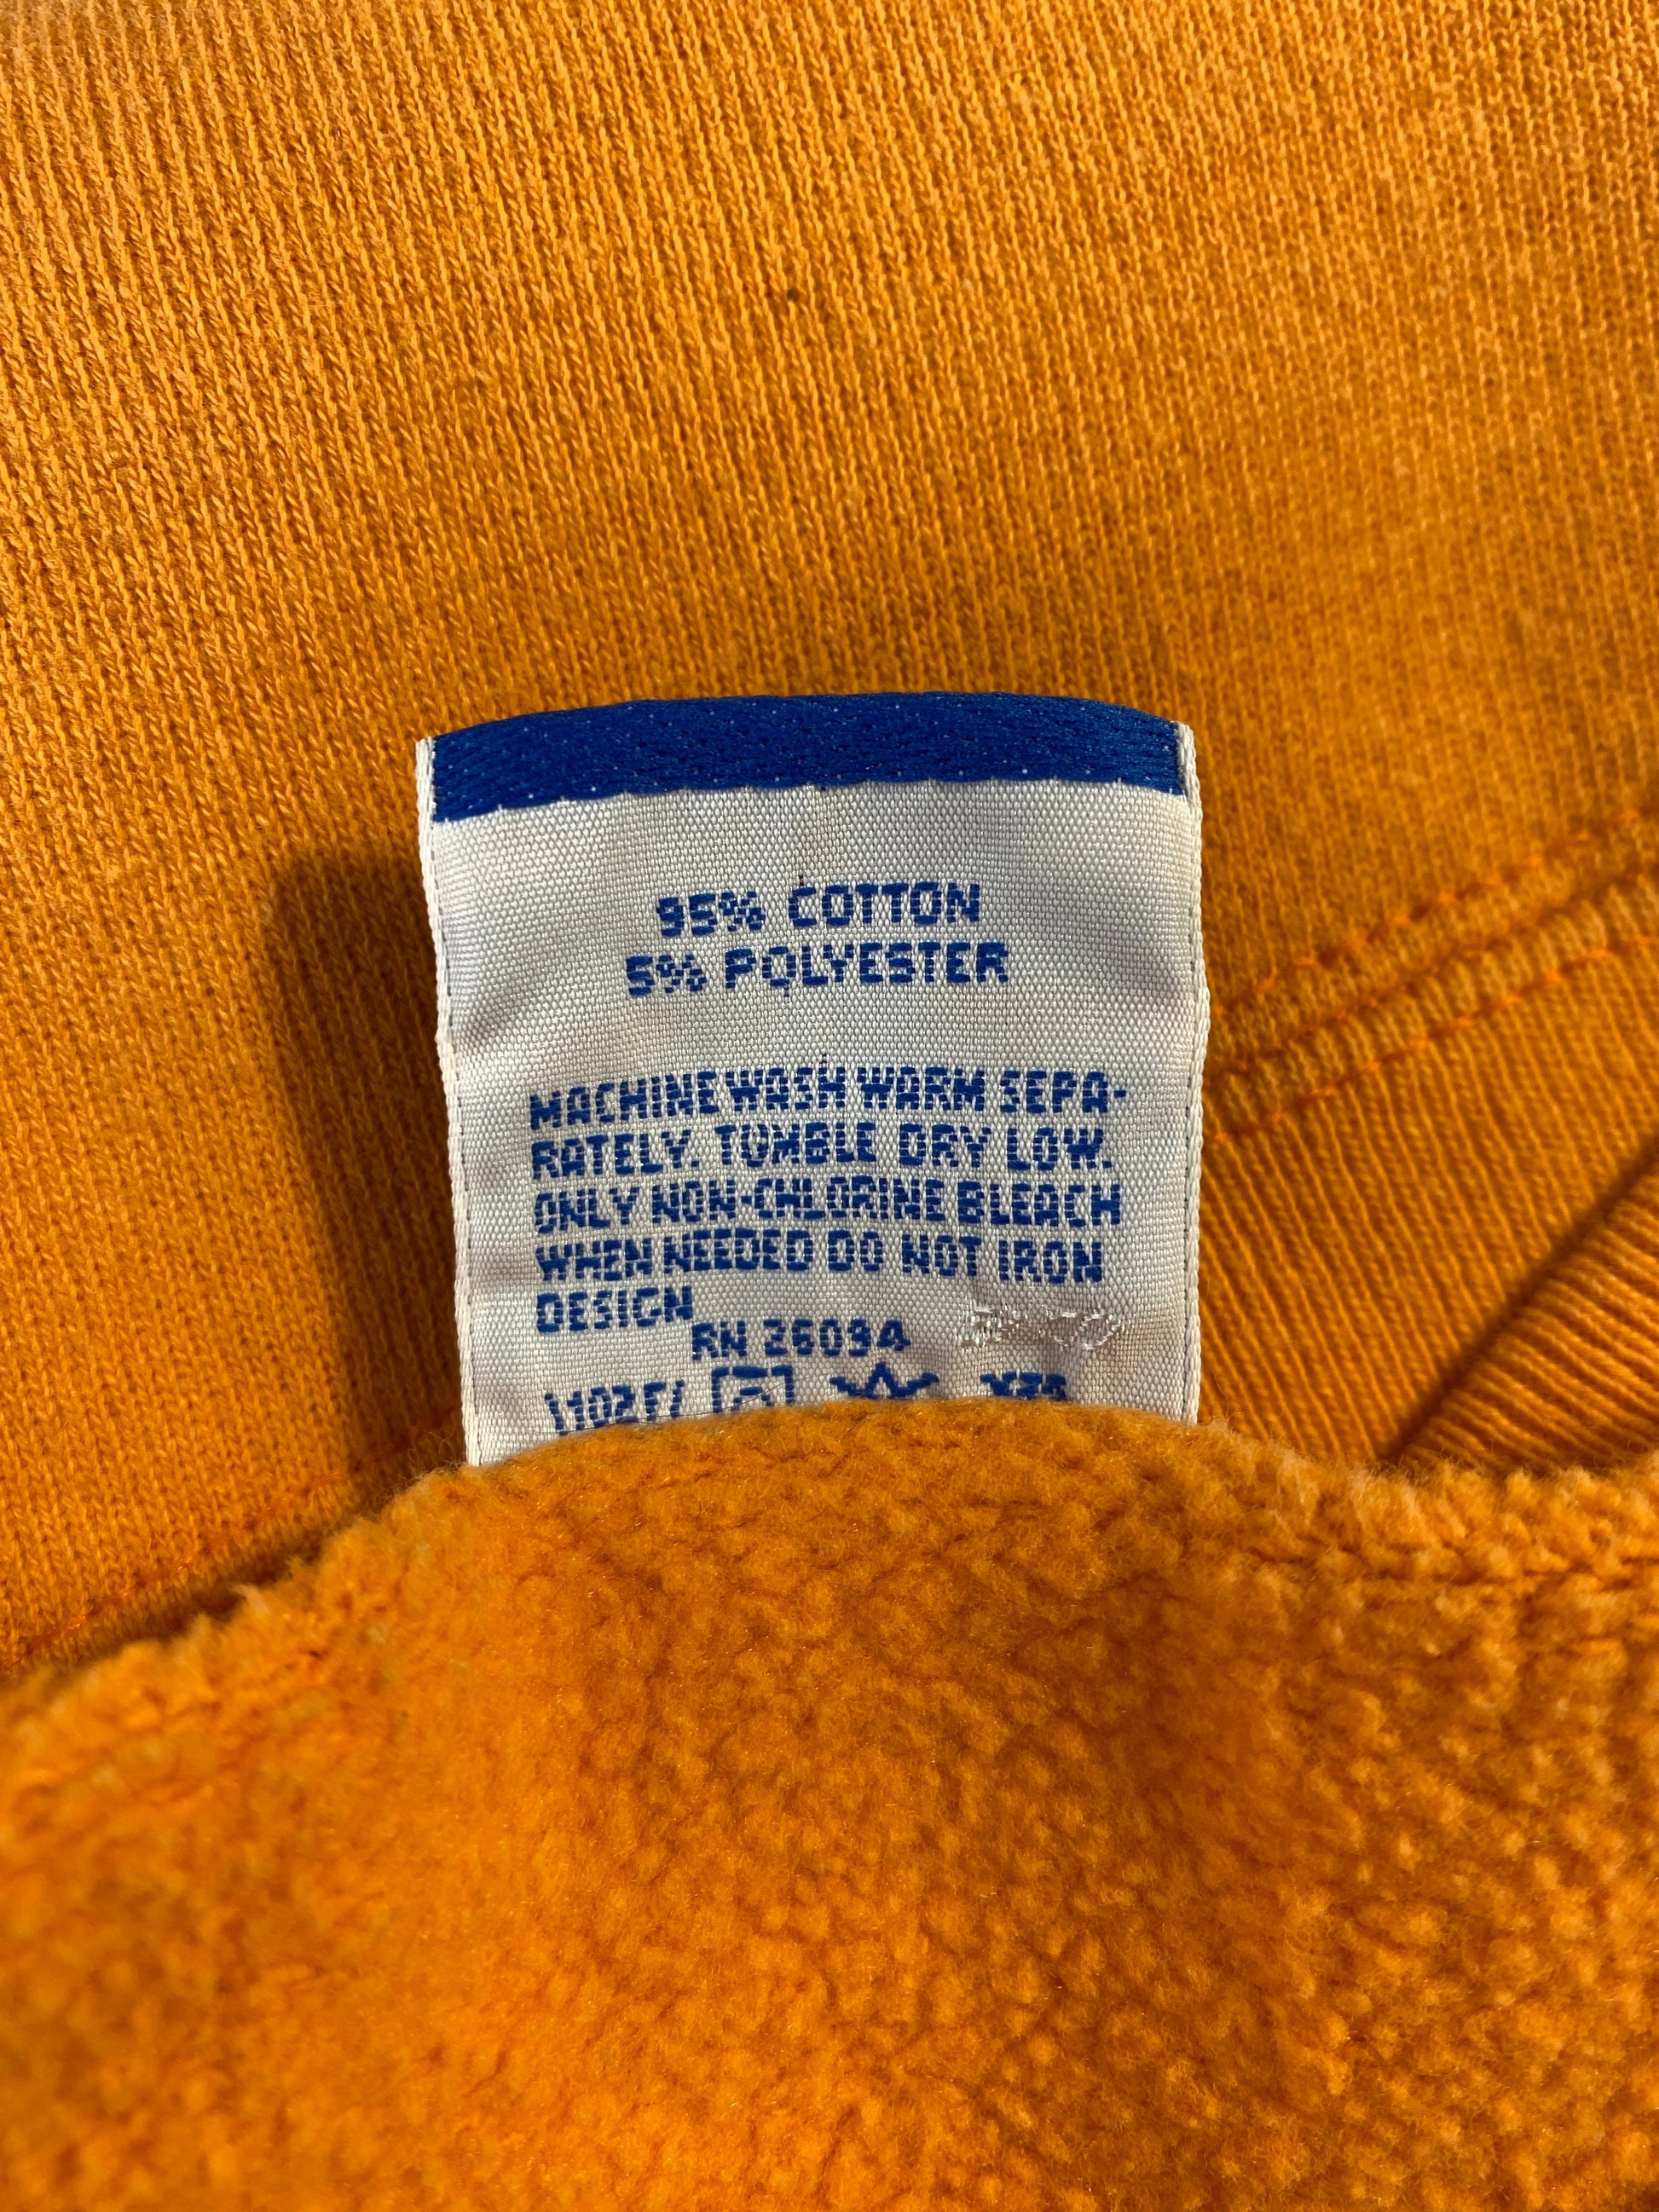 95% COTTON
5% POLYESTER
MACHINE WASH WARM SEPA-
RATELY. TUMBLE DRY LOW.
ONLY NON-CHLORINE BLEACH
WHEN NEEDED DO NOT IRON
DESIGN
RN 26094